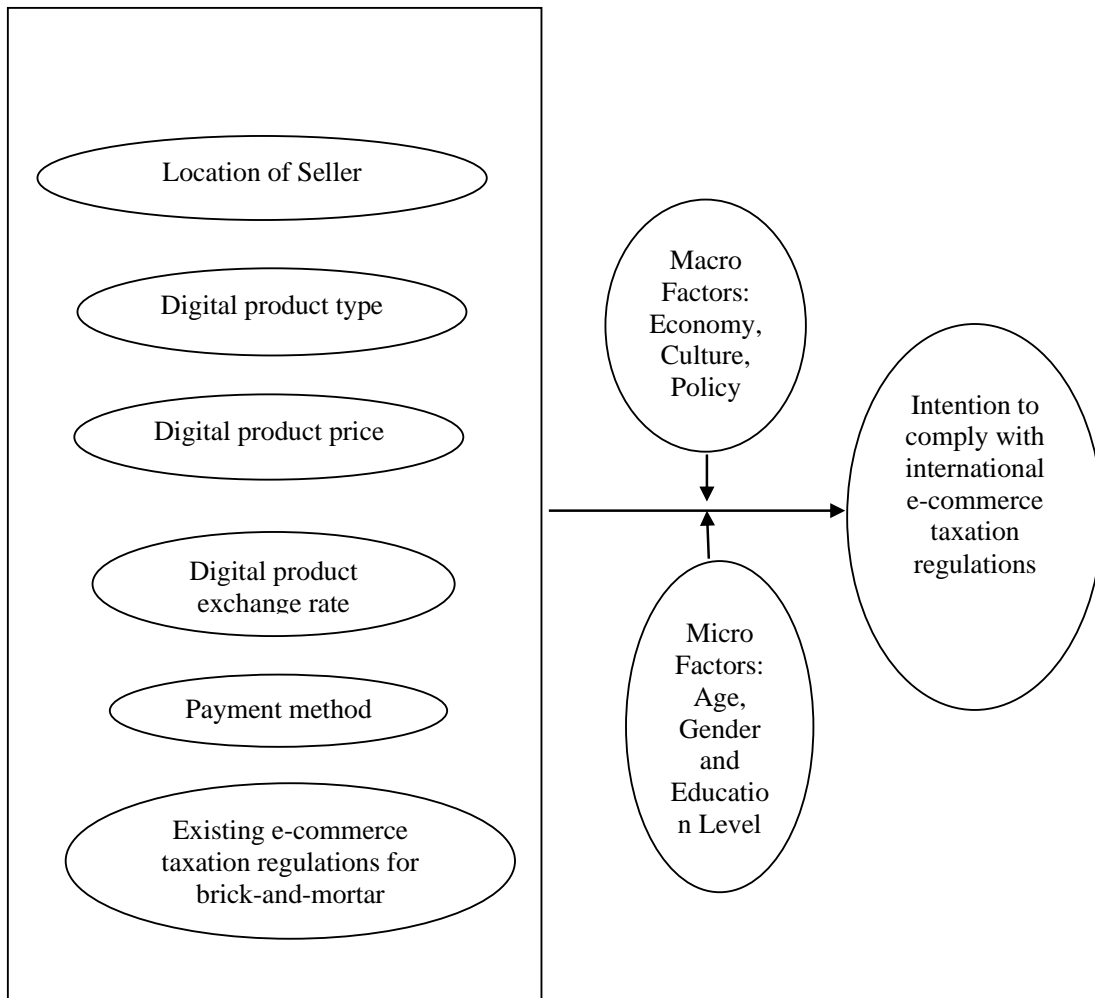 Location of Seller
Digital product type
Digital product price
Digital product
exchange rate
Payment method
Existing e-commerce
taxation regulations for
brick-and-mortar
Macro
Factors:
Economy,
Culture,
Policy
Micro
Factors:
Age,
Gender
and
Educatio
n Level
Intention to
comply with
international
e-commerce
taxation
regulations